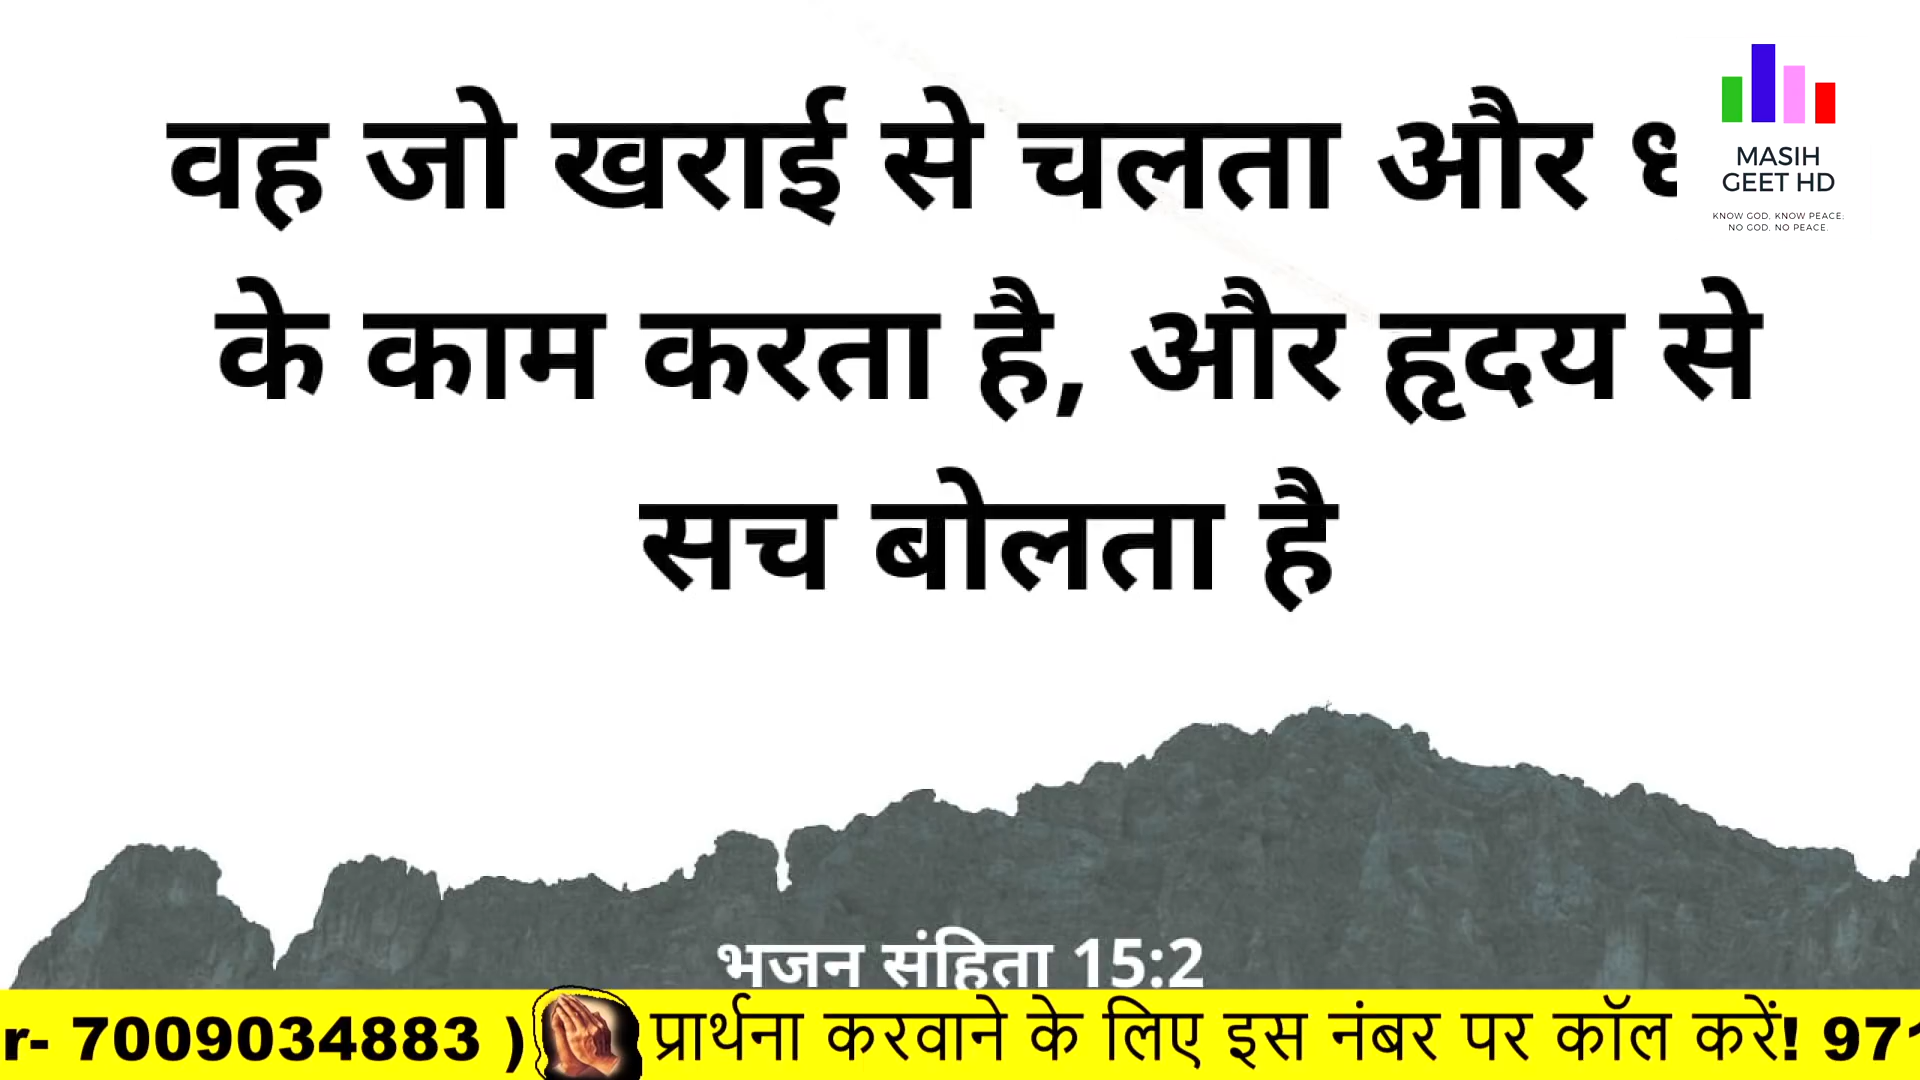 वह जो खराई से चलता और
के काम करता है, और हृदय से
सच बोलता है
MASIH
GEET HD
KNOW GOD. KNOW PEACE.
NO GOD. NO PEACE.
भजन संहिता 15:2
r- 7009034883 ) प्रार्थना करवाने के लिए इस नंबर पर कॉल करें! 971